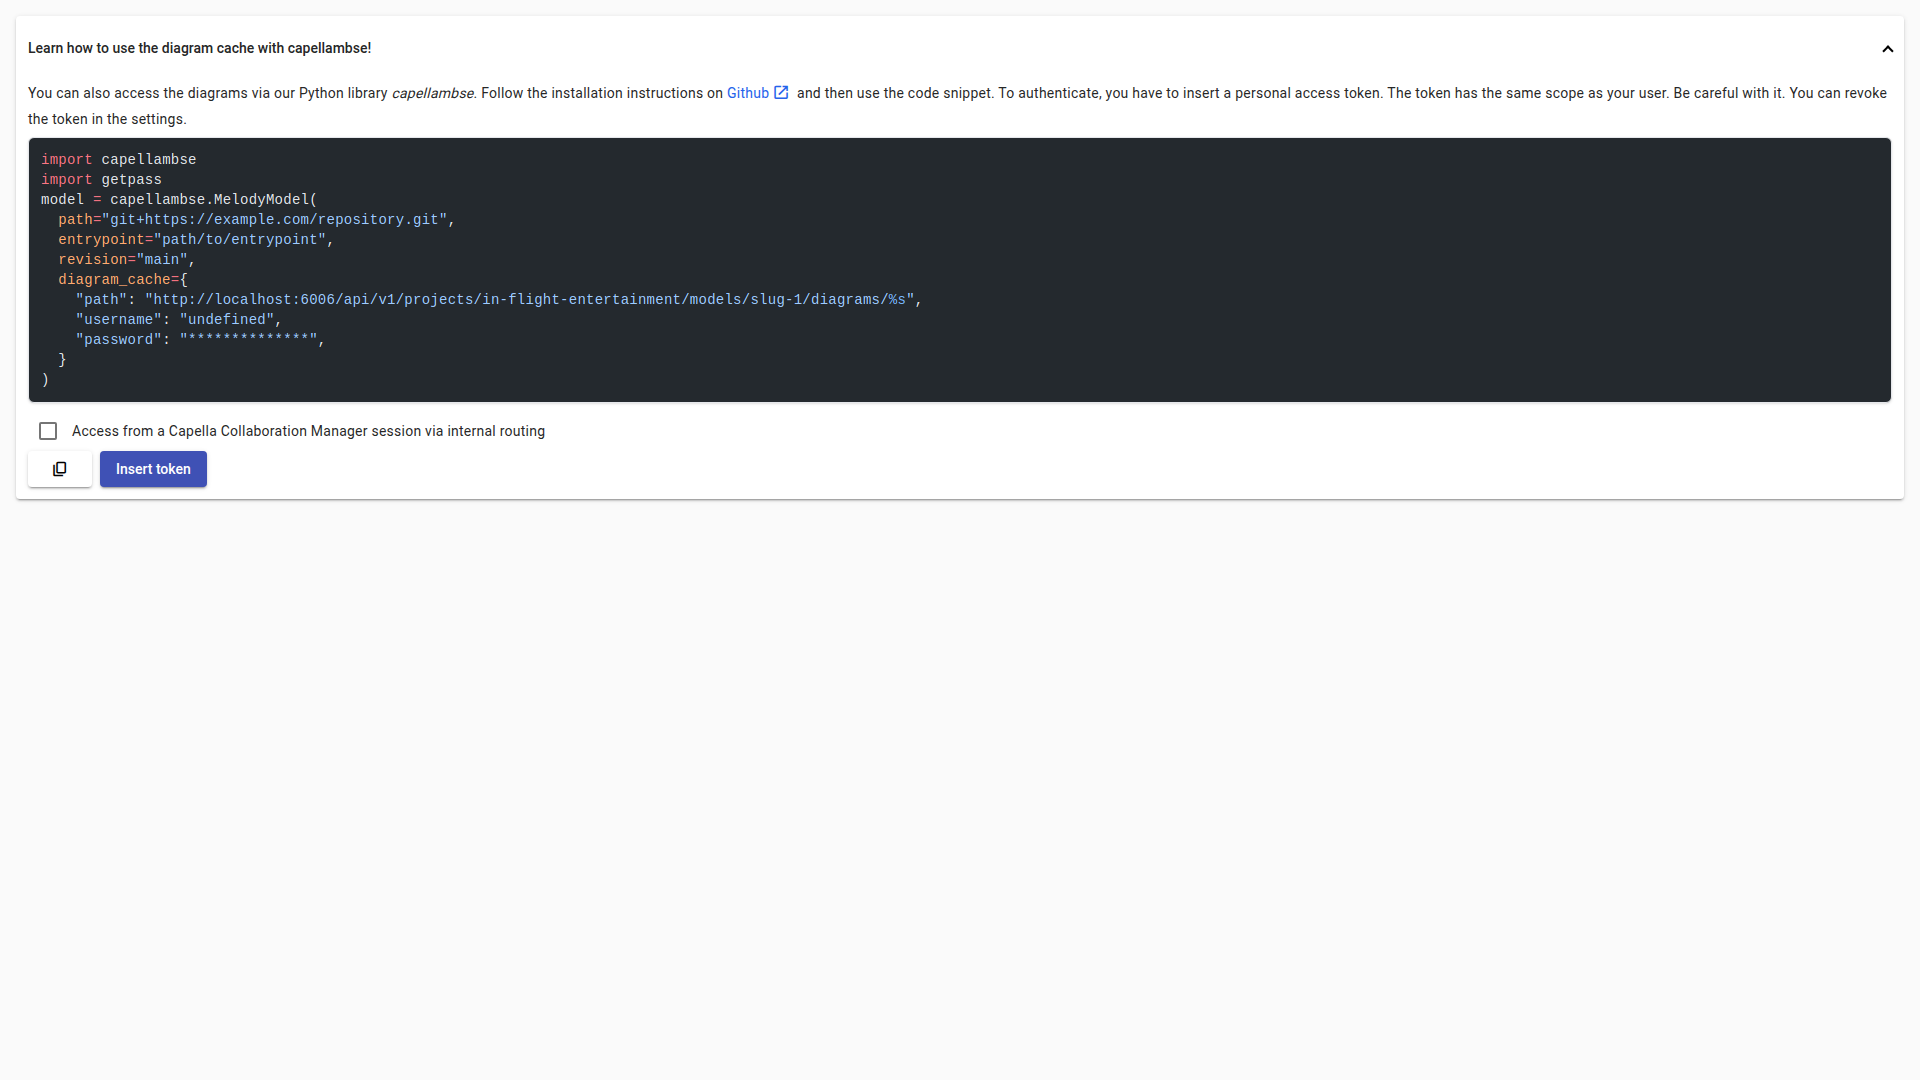 Learn how to use the diagram cache with capellambse!
You can also access the diagrams via our Python library capellambse. Follow the installation instructions on Github and then use the code snippet. To authenticate, you have to insert a personal access token. The token has the same scope as your user. Be careful with it. You can revoke
the token in the settings.
import capellambse
import getpass
model = capellambse.MelodyModel(
  path="git+https://example.com/repository.git",
  entrypoint="path/to/entrypoint",
  revision="main",
  diagram_cache={
    "path": "http://localhost:6006/api/v1/projects/in-flight-entertainment/models/slug-1/diagrams/%s",
    "username": "undefined",
    "password": "**************",
  }
)
Access from a Capella Collaboration Manager session via internal routing
Insert token